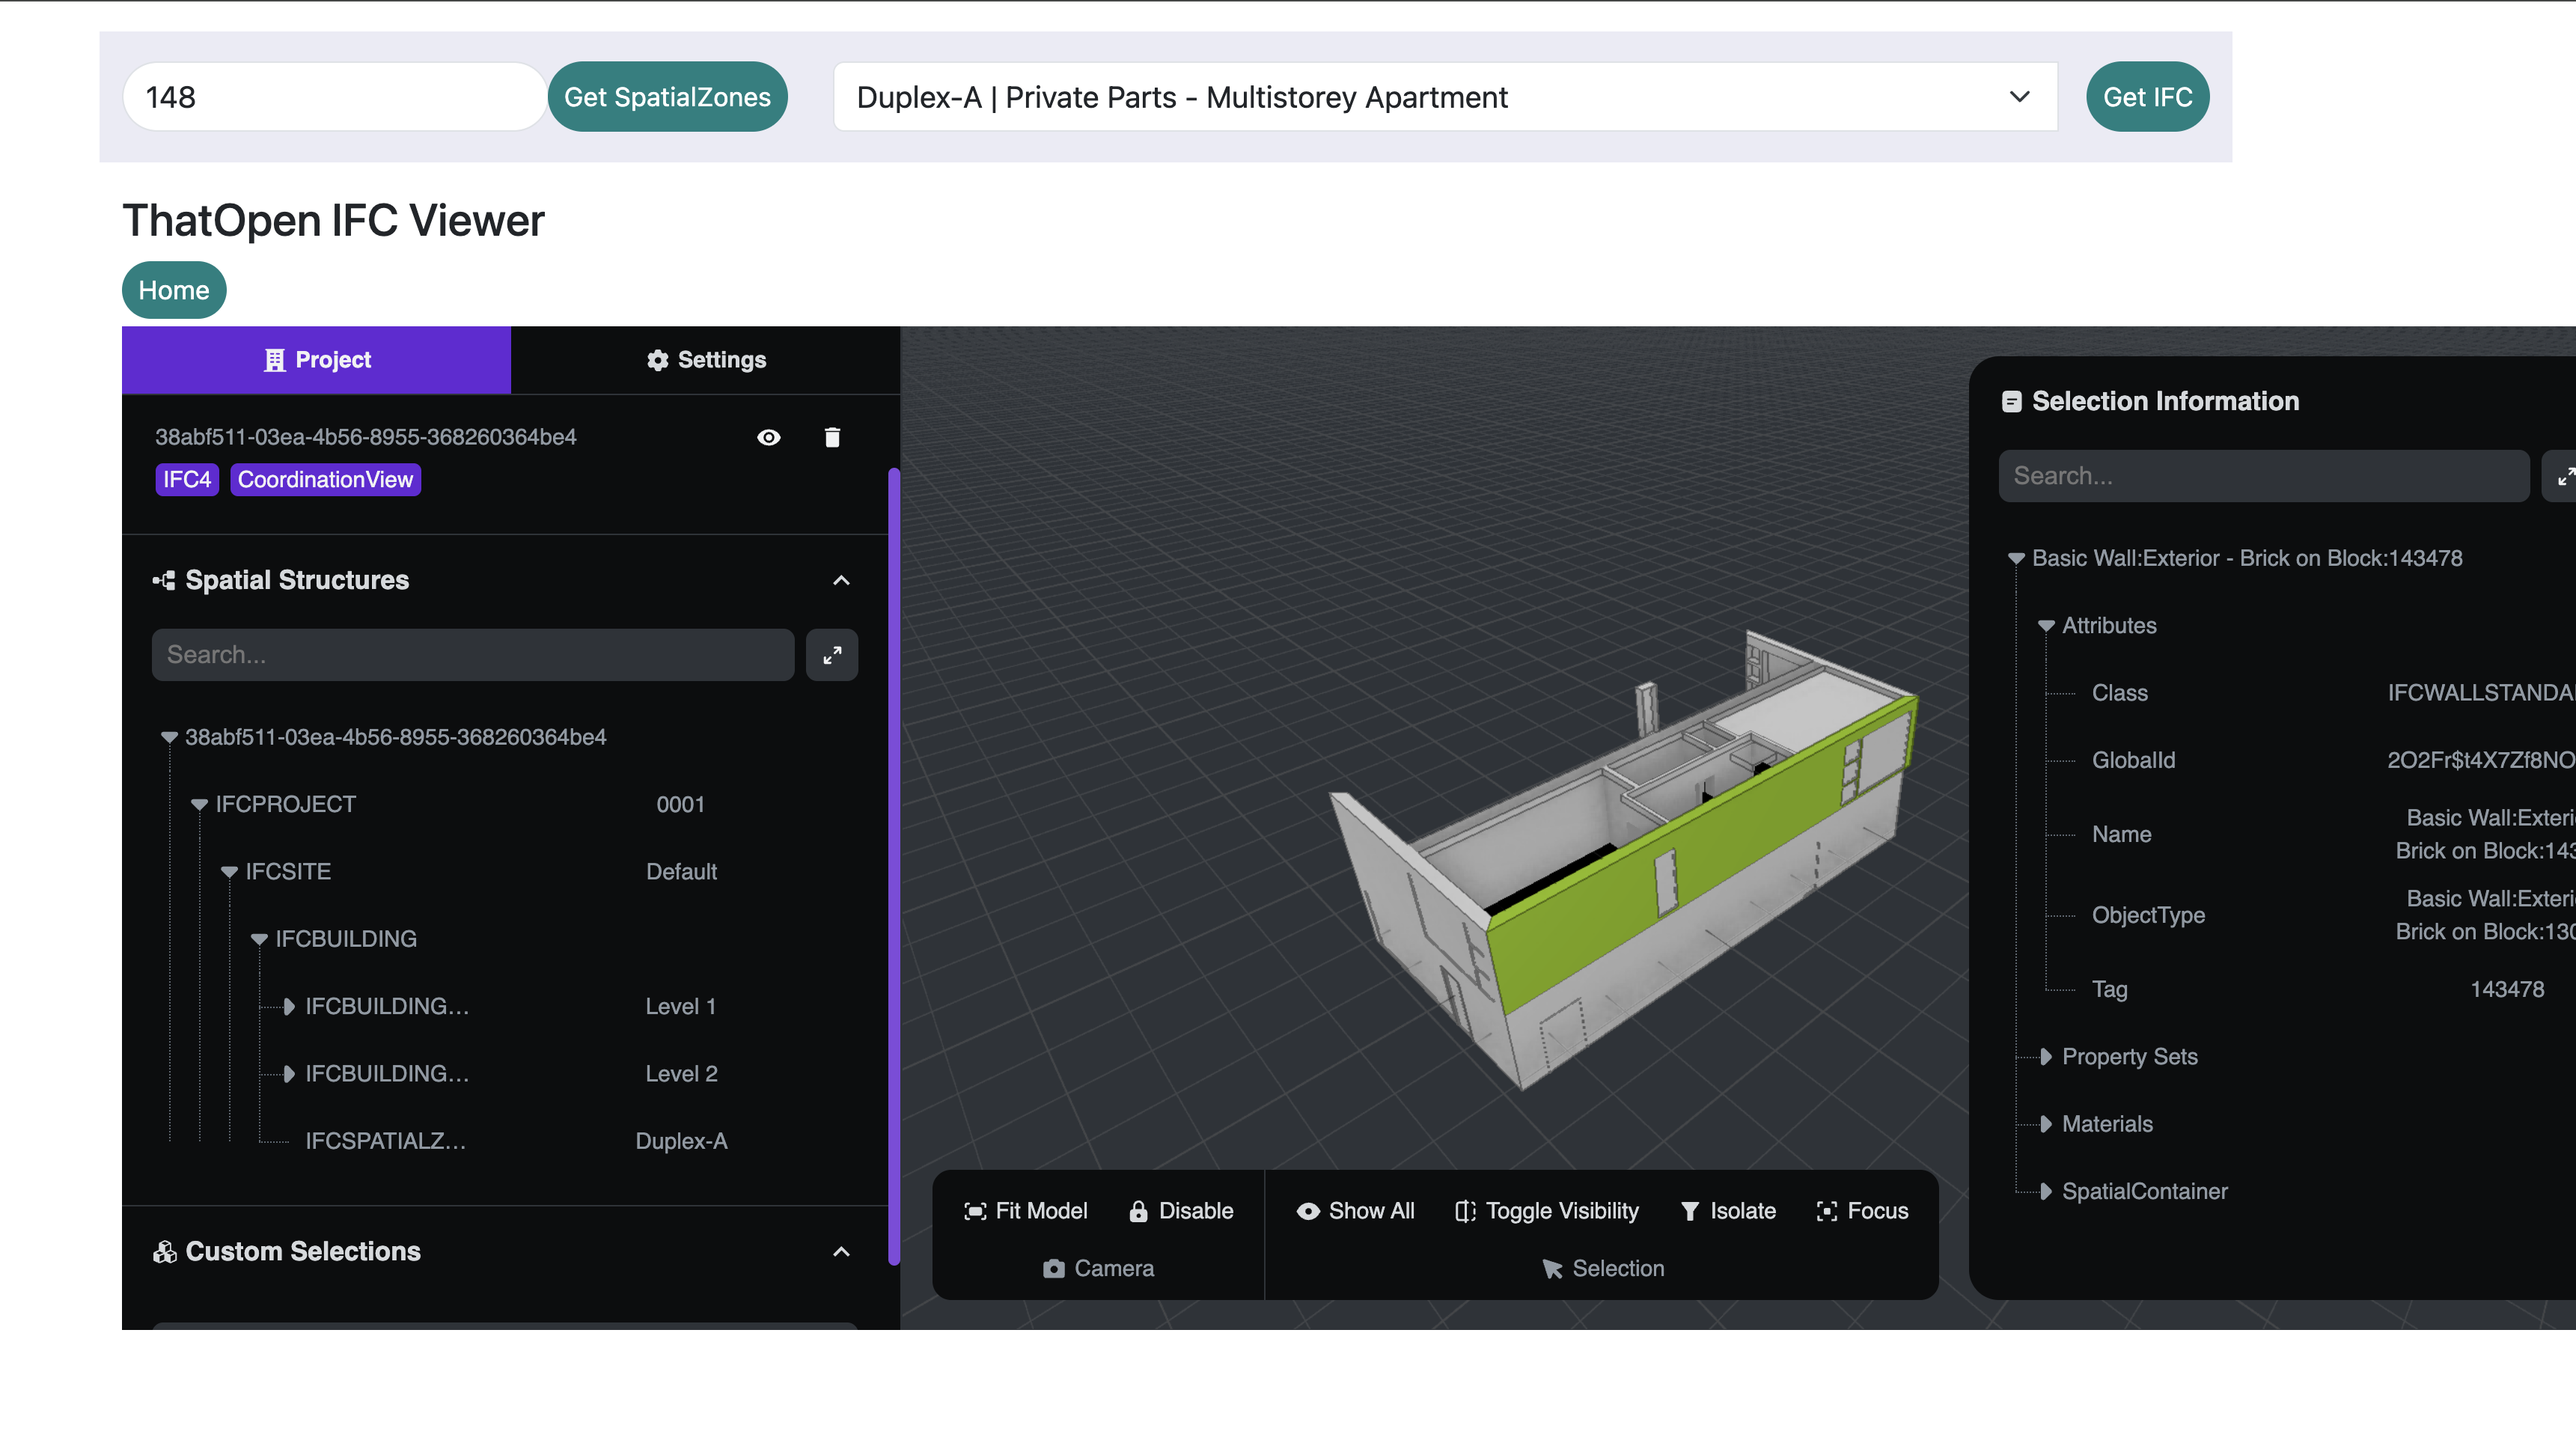 148
Get SpatialZones
Duplex-A | Private Parts - Multistorey Apartment
Get IFC
ThatOpen IFC Viewer
Home
Project
Settings
38abf511-03ea-4b56-8955-368260364be4
IFC4 CoordinationView
Spatial Structures
Search...
38abf511-03ea-4b56-8955-368260364be4
IFCPROJECT 0001
IFCSITE Default
IFCBUILDING
IFCBUILDING... Level 1
IFCBUILDING... Level 2
IFCSPATIALZ... Duplex-A
Custom Selections
Fit Model
Disable
Camera
Show All
Toggle Visibility
Isolate
Focus
Selection
Selection Information
Search...
Basic Wall:Exterior - Brick on Block:143478
Attributes
Class IFCWALLSTANDA
GlobalId 2O2Fr$t4X7Zf8NO
Name Basic Wall:Exteri
Brick on Block:143
ObjectType Basic Wall:Exteri
Brick on Block:130
Tag 143478
Property Sets
Materials
SpatialContainer